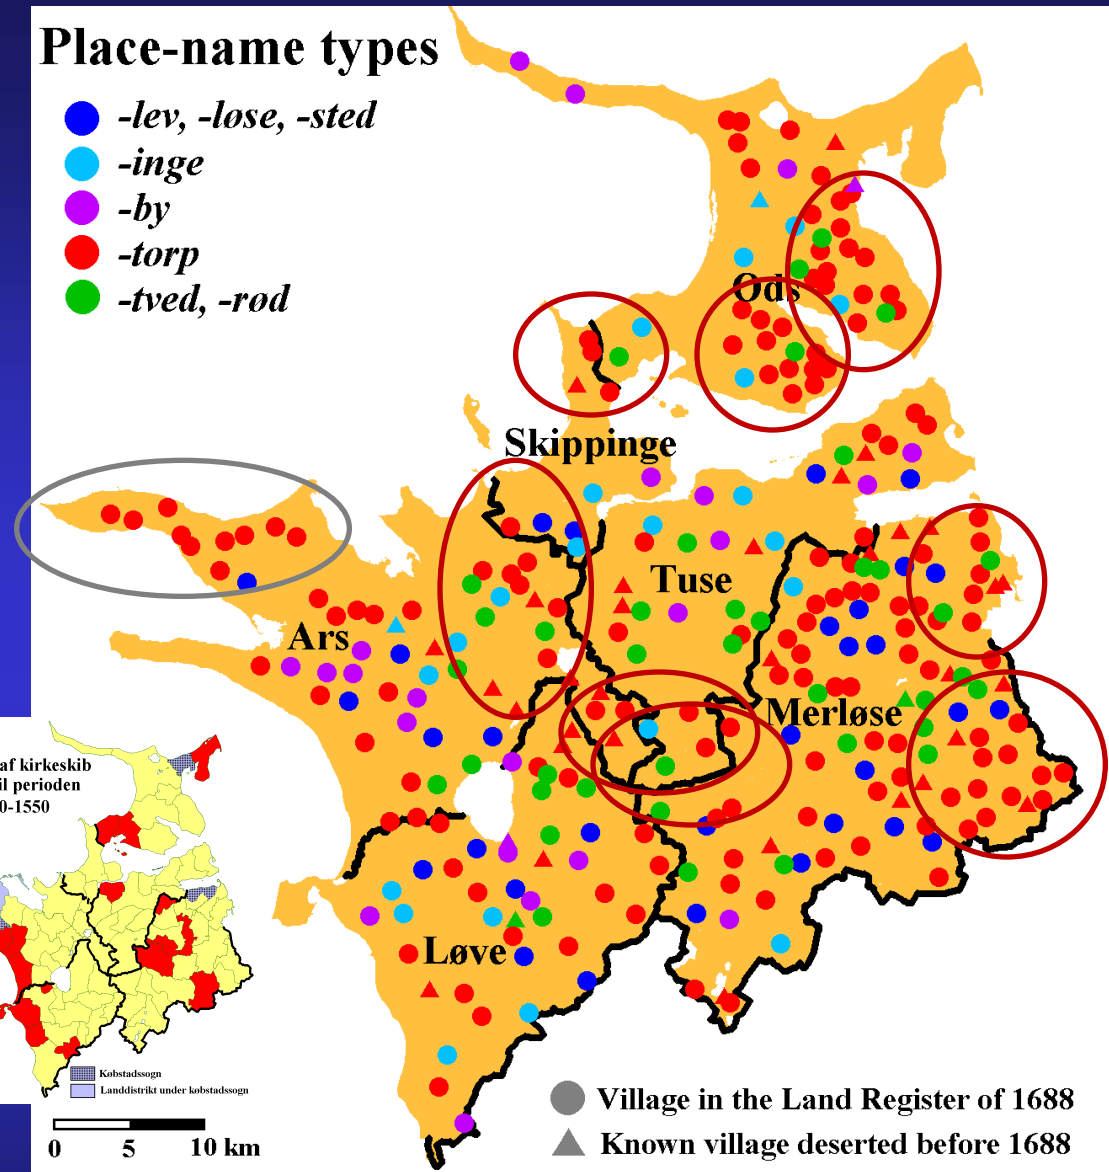 Place-name types
-lev, -løse, -sted
-inge
-by
-torp
-tved, -rød
Ods
Skippinge
Tuse
Ars
Merløse
Løve
af kirkeskib
il perioden
0-1550
Købstadssogn
Landdistrikt under købstadssogn
0 5 10 km
Village in the Land Register of 1688
Known village deserted before 1688